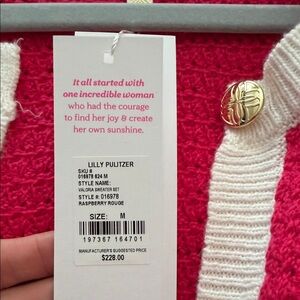 It all started with
one incredible woman
who had the courage
to find her joy & create
her own sunshine.
LILLY PULITZER
SKU #
016978 624 M
STYLE NAME:
VALORIA SWEATER SET
STYLE #: 016978
RASPBERRY ROUGE
SIZE: M
197367 164701
MANUFACTURER'S SUGGESTED PRICE
$228.00